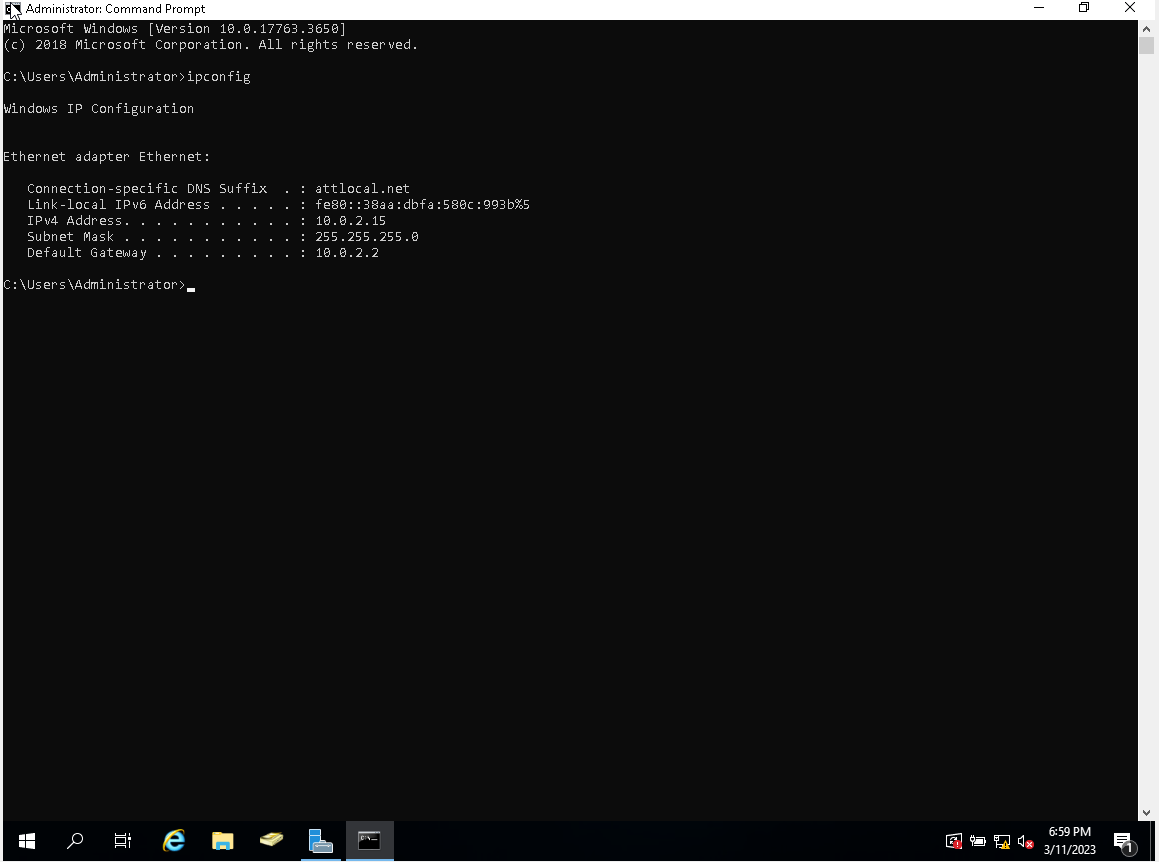 Administrator: Command Prompt
Microsoft Windows [Version 10.0.17763.3650]
(c) 2018 Microsoft Corporation. All rights reserved.
C:\Users\Administrator>ipconfig
Windows IP Configuration
Ethernet adapter Ethernet:
Connection-specific DNS Suffix  . : attlocal.net
Link-local IPv6 Address . . . . . : fe80::38aa:dbfa:580c:993b%5
IPv4 Address. . . . . . . . . . . : 10.0.2.15
Subnet Mask . . . . . . . . . . . : 255.255.255.0
Default Gateway . . . . . . . . . : 10.0.2.2
C:\Users\Administrator>
6:59 PM
3/11/2023
1